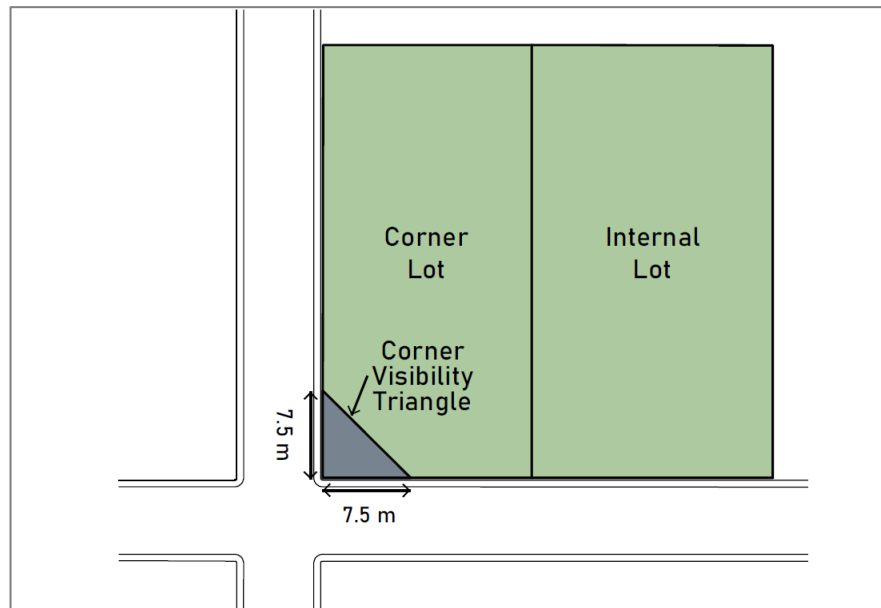 Corner
Lot
Internal
Lot
Corner
Visibility
Triangle
7.5 m
7.5 m